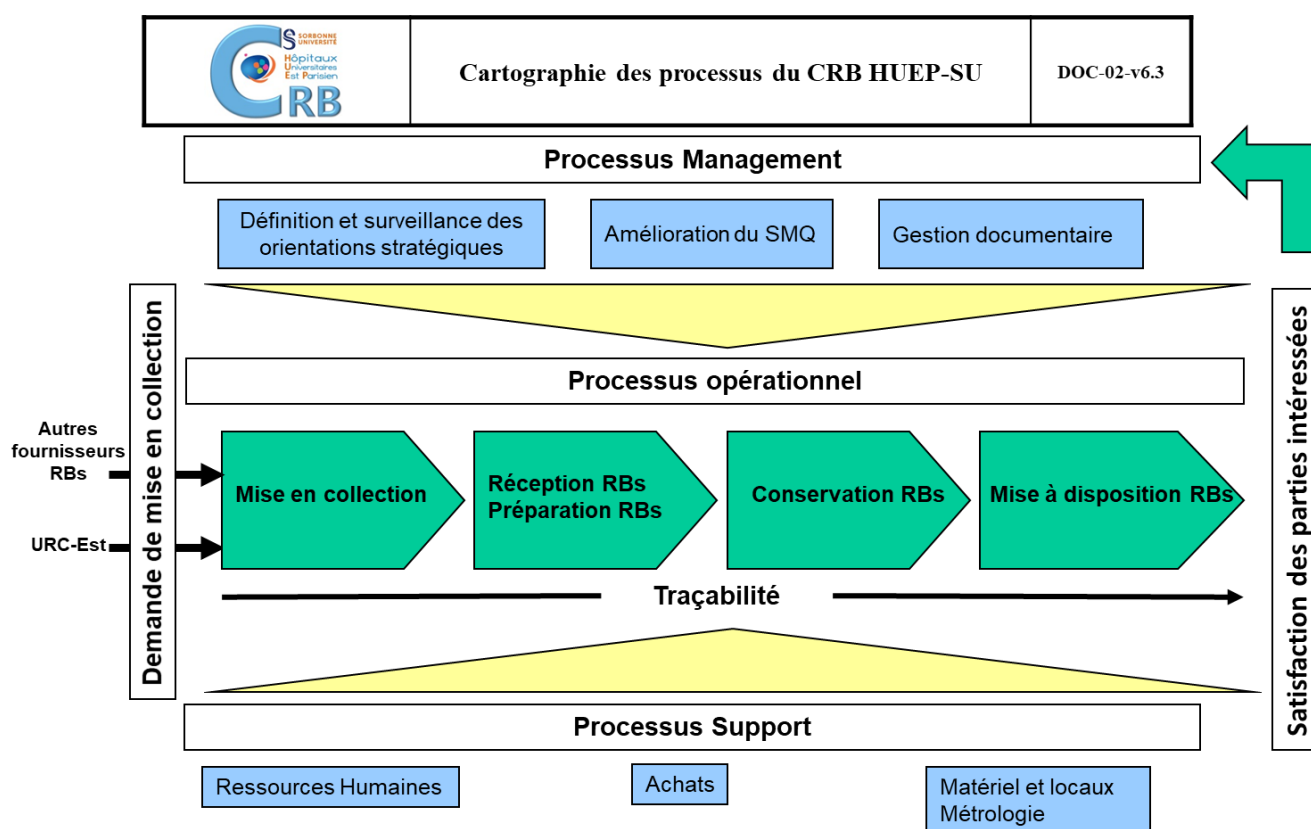 SORBONNE
UNIVERSITÉ
Hôpitaux
Universitaires
Est Parisien
CRB
Cartographie des processus du CRB HUEP-SU
DOC-02-v6.3
Processus Management
Définition et surveillance des
orientations stratégiques
Amélioration du SMQ
Gestion documentaire
Demande de mise en collection
Processus opérationnel
Autres
fournisseurs
RBs
URC-Est
Mise en collection
Réception RBs
Préparation RBs
Conservation RBs
Mise à disposition RBs
Traçabilité
Satisfaction des parties intéressées
Processus Support
Ressources Humaines
Achats
Matériel et locaux
Métrologie